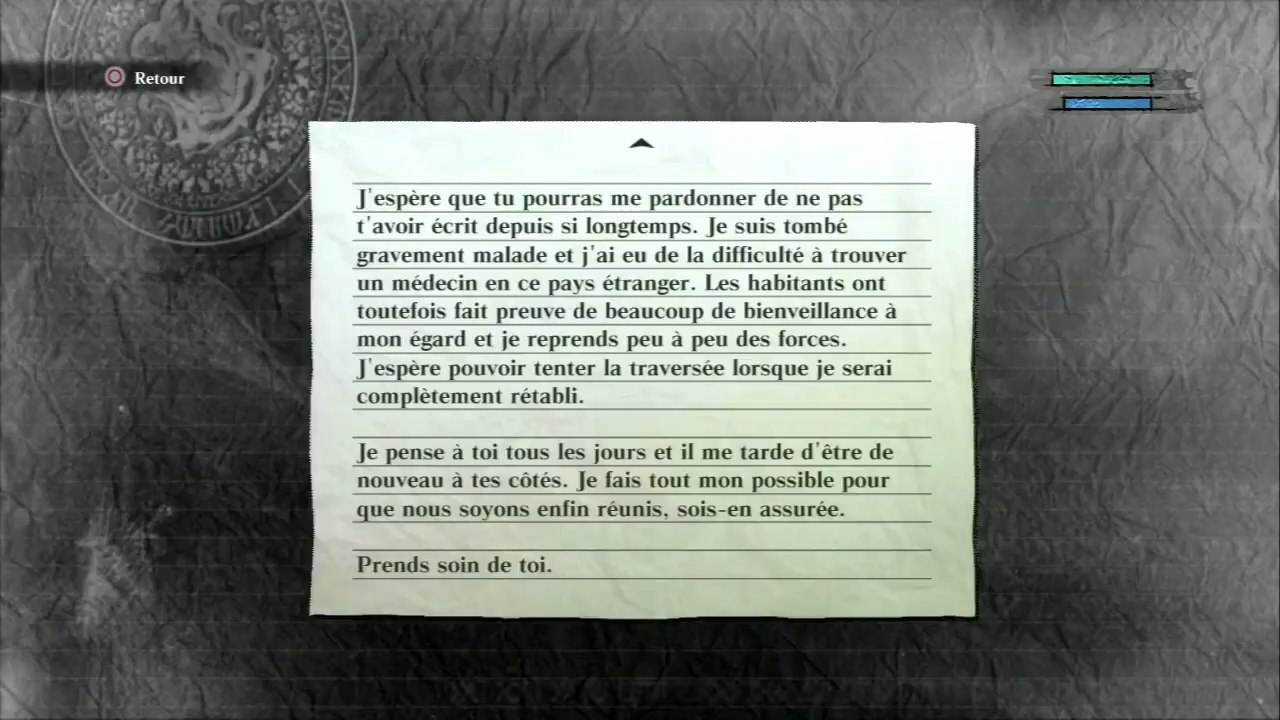 Retour
J'espère que tu pourras me pardonner de ne pas
t'avoir écrit depuis si longtemps. Je suis tombé
gravement malade et j'ai eu de la difficulté à trouver
un médecin en ce pays étranger. Les habitants ont
toutefois fait preuve de beaucoup de bienveillance à
mon égard et je reprends peu à peu des forces.
J'espère pouvoir tenter la traversée lorsque je serai
complètement rétabli.
Je pense à toi tous les jours et il me tarde d'être de
nouveau à tes côtés. Je fais tout mon possible pour
que nous soyons enfin réunis, sois-en assurée.
Prends soin de toi.